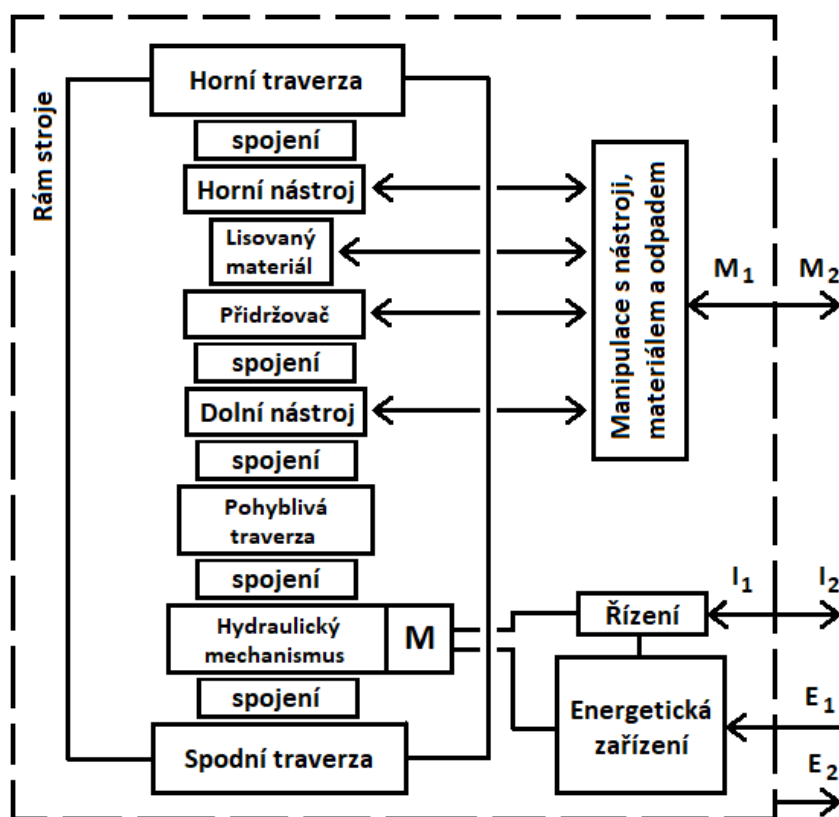 Horní traverza
Rám stroje
spojení
Horní nástroj
Lisovaný
materiál
Přidržovač
spojení
Dolní nástroj
spojení
Pohyblivá
traverza
spojení
Hydraulický
mechanismus
M
spojení
Spodní traverza
Manipulace s nástroji,
materiálem a odpadem
M1
M2
I1
I2
Řízení
Energetická
zařízení
E1
E2